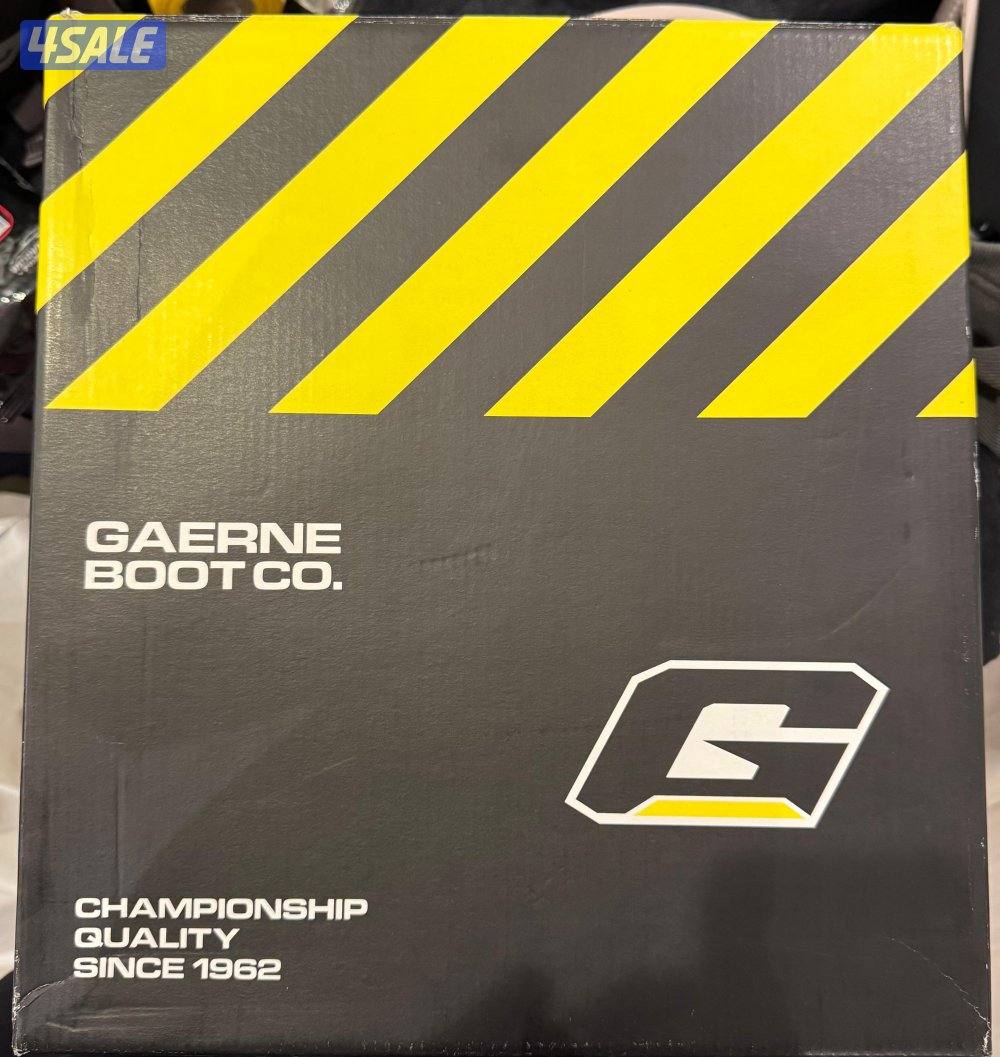 4SALE
GAERNE
BOOT CO.
G
CHAMPIONSHIP
QUALITY
SINCE 1962